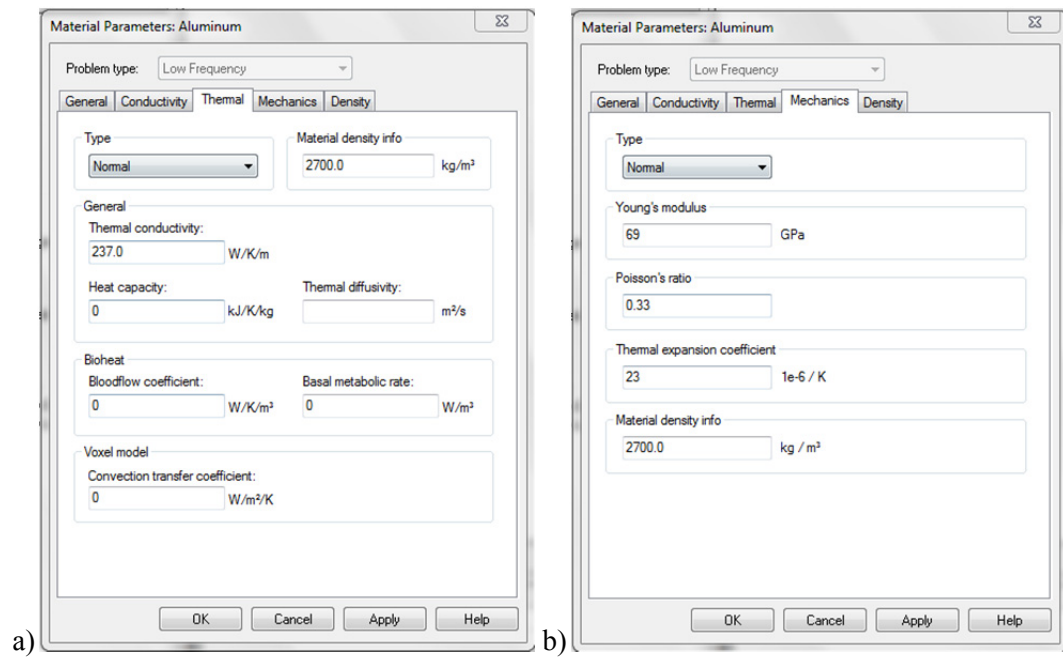 Material Parameters: Aluminum
Problem type: Low Frequency
General Conductivity Thermal Mechanics Density
Type Material density info
Normal 2700.0 kg/m³
General
Thermal conductivity:
237.0 W/K/m
Heat capacity: Thermal diffusivity:
0 kJ/K/kg m²/s
Bioheat
Bloodflow coefficient: Basal metabolic rate:
0 W/K/m³ 0 W/m³
Voxel model
Convection transfer coefficient:
0 W/m²/K
OK Cancel Apply Help
a)
Material Parameters: Aluminum
Problem type: Low Frequency
General Conductivity Thermal Mechanics Density
Type
Normal
Young's modulus
69 GPa
Poisson's ratio
0.33
Thermal expansion coefficient
23 1e-6 / K
Material density info
2700.0 kg / m³
OK Cancel Apply Help
b)